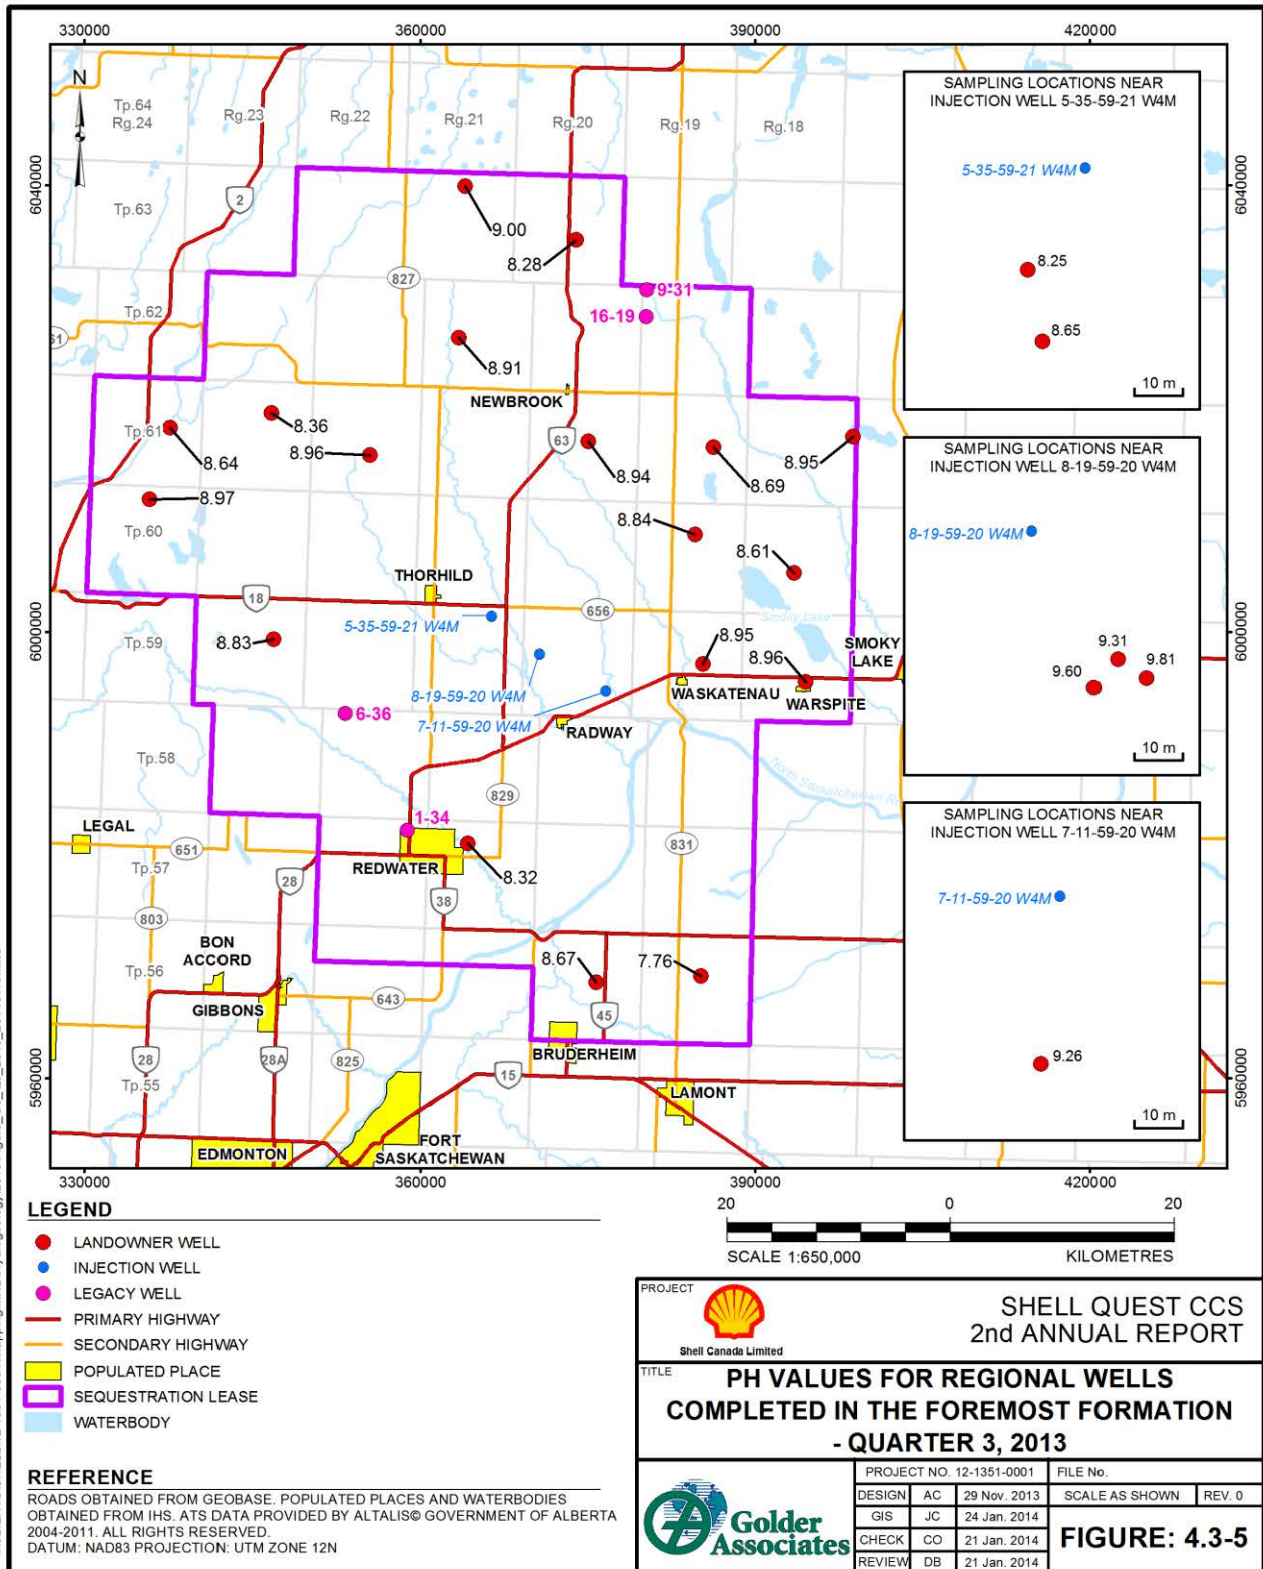 330000
360000
390000
420000
N
Tp.64
Rg.24
Rg.23
Rg.22
Rg.21
Rg.20
Rg.19
Rg.18
6040000
6040000
Tp.63
2
9.00
8.28
827
9-31
16-19
Tp.62
61
8.91
NEWBROOK
8.36
Tp.61
8.64
8.96
63
8.94
8.69
8.95
8.97
Tp.60
8.84
8.61
THORHILD
18
656
5-35-59-21 W4M
Smoky Lake
6000000
6000000
Tp.59
8.83
8.95
8.96
SMOKY
LAKE
8-19-59-20 W4M
WASKATENAU
WARSPITE
7-11-59-20 W4M
6-36
RADWAY
Tp.58
North Saskatchewan Ri
829
1-34
LEGAL
651
831
Tp.57
REDWATER
8.32
28
38
803
BON
ACCORD
8.67
7.76
Tp.56
643
GIBBONS
45
BRUDERHEIM
28
28A
825
15
5960000
5960000
Tp.55
LAMONT
EDMONTON
FORT
SASKATCHEWAN
330000
360000
390000
420000
SAMPLING LOCATIONS NEAR
INJECTION WELL 5-35-59-21 W4M
5-35-59-21 W4M
8.25
8.65
10 m
SAMPLING LOCATIONS NEAR
INJECTION WELL 8-19-59-20 W4M
8-19-59-20 W4M
9.31
9.60
9.81
10 m
SAMPLING LOCATIONS NEAR
INJECTION WELL 7-11-59-20 W4M
7-11-59-20 W4M
9.26
10 m
LEGEND
LANDOWNER WELL
INJECTION WELL
LEGACY WELL
PRIMARY HIGHWAY
SECONDARY HIGHWAY
POPULATED PLACE
SEQUESTRATION LEASE
WATERBODY
REFERENCE
ROADS OBTAINED FROM GEOBASE. POPULATED PLACES AND WATERBODIES
OBTAINED FROM IHS. ATS DATA PROVIDED BY ALTALIS© GOVERNMENT OF ALBERTA
2004-2011. ALL RIGHTS RESERVED.
DATUM: NAD83 PROJECTION: UTM ZONE 12N
20 0 20
SCALE 1:650,000 KILOMETRES
PROJECT
Shell Canada Limited
SHELL QUEST CCS
2nd ANNUAL REPORT
TITLE
PH VALUES FOR REGIONAL WELLS
COMPLETED IN THE FOREMOST FORMATION
- QUARTER 3, 2013
Golder
Associates
PROJECT NO. 12-1351-0001 FILE No.
DESIGN AC 29 Nov. 2013 SCALE AS SHOWN REV. 0
GIS JC 24 Jan. 2014
CHECK CO 21 Jan. 2014
REVIEW DB 21 Jan. 2014
FIGURE: 4.3-5